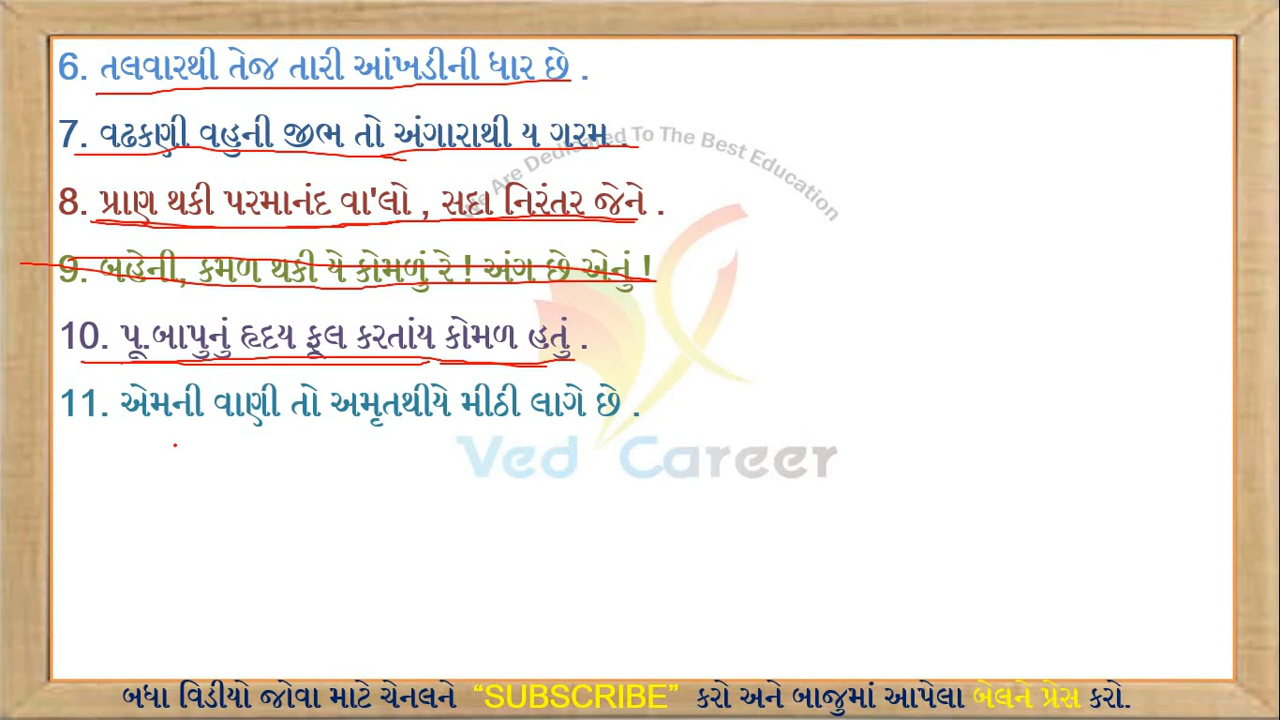 6. તલવારથી તેજ તારી આંખડીની ધાર છે .
7. વઢકણી વહુની જીભ તો અંગારાથી ય ગરમ .
We Are Dedicated To The Best Education
8. પ્રાણ થકી પરમાનંદ વા'લો , સદા નિરંતર જેને .
9. બહેની, કમળ થકી યે કોમળું રે ! અંગ છે એનું !
10. પૂ.બાપુનું હૃદય ફૂલ કરતાંય કોમળ હતું .
11. એમની વાણી તો અમૃતથીયે મીઠી લાગે છે .
Ved Career
બધા વિડીયો જોવા માટે ચેનલને “SUBSCRIBE” કરો અને બાજુમાં આપેલા બેલને પ્રેસ કરો.